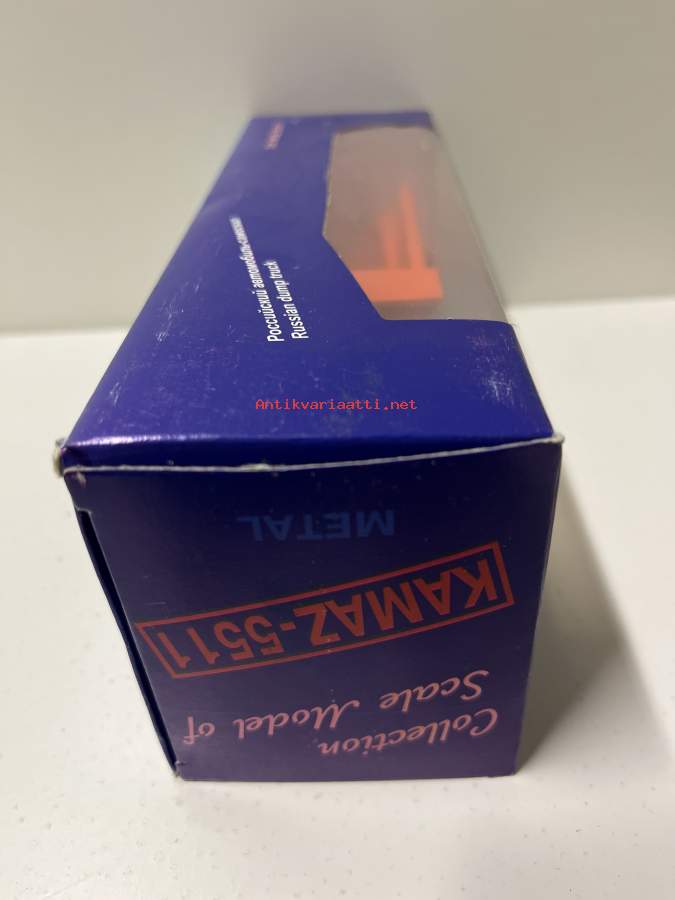 Российский автомобиль-самосвал
Russian dump truck
Antikvariaatti.net
Collection
Scale Model of
KAMAZ-5511
METAL